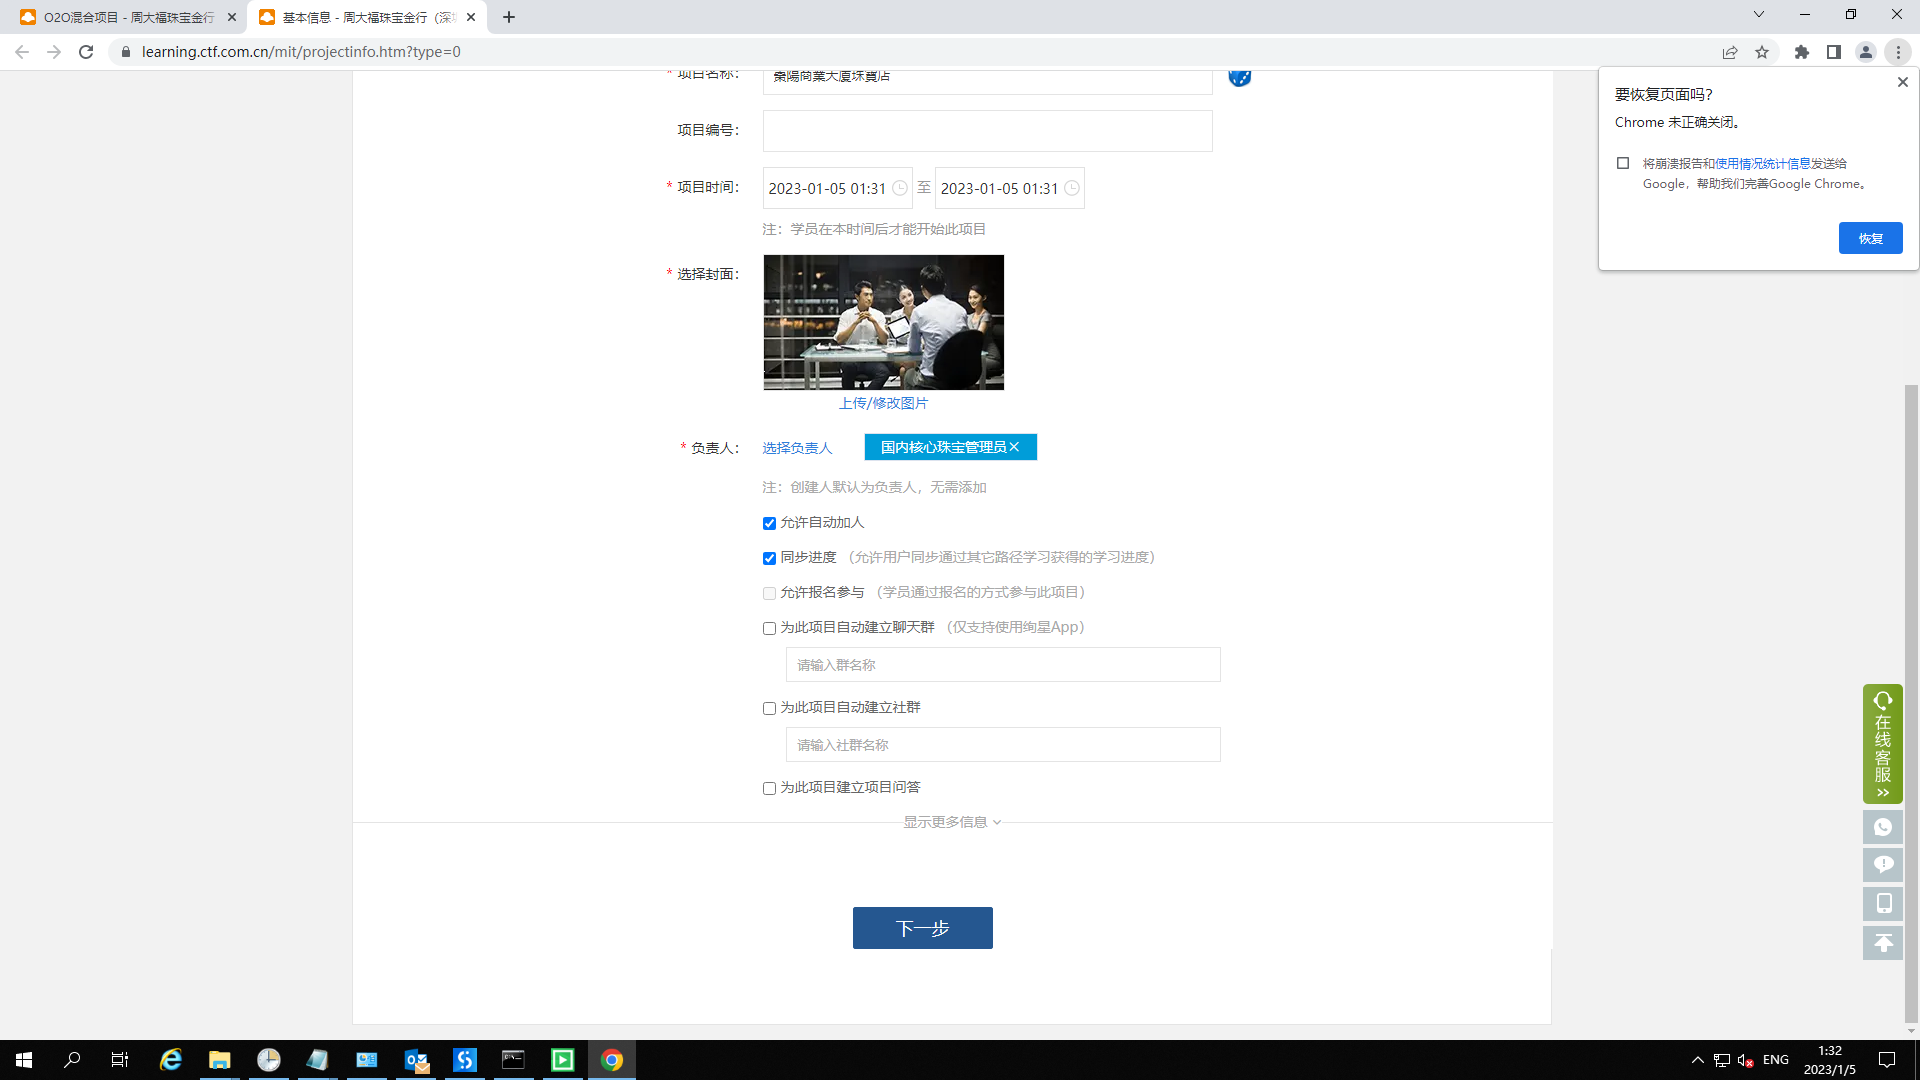 O2O混合项目 - 周大福珠宝金行
基本信息 - 周大福珠宝金行（深圳
learning.ctf.com.cn/mit/projectinfo.htm?type=0
要恢复页面吗?
Chrome 未正确关闭。
将崩溃报告和使用情况统计信息发送给
Google，帮助我们完善Google Chrome。
恢复
* 项目名称：
商業大廈珠寶店
项目编号：
* 项目时间：
2023-01-05 01:31 至 2023-01-05 01:31
注：学员在本时间后才能开始此项目
* 选择封面：
上传/修改图片
* 负责人：
选择负责人
国内核心珠宝管理员×
注：创建人默认为负责人，无需添加
允许自动加人
同步进度 （允许用户同步通过其它路径学习获得的学习进度）
允许报名参与 （学员通过报名的方式参与此项目）
为此项目自动建立聊天群 （仅支持使用绚星App）
请输入群名称
为此项目自动建立社群
请输入社群名称
为此项目建立项目问答
显示更多信息
下一步
在线客服
ENG
1:32
2023/1/5